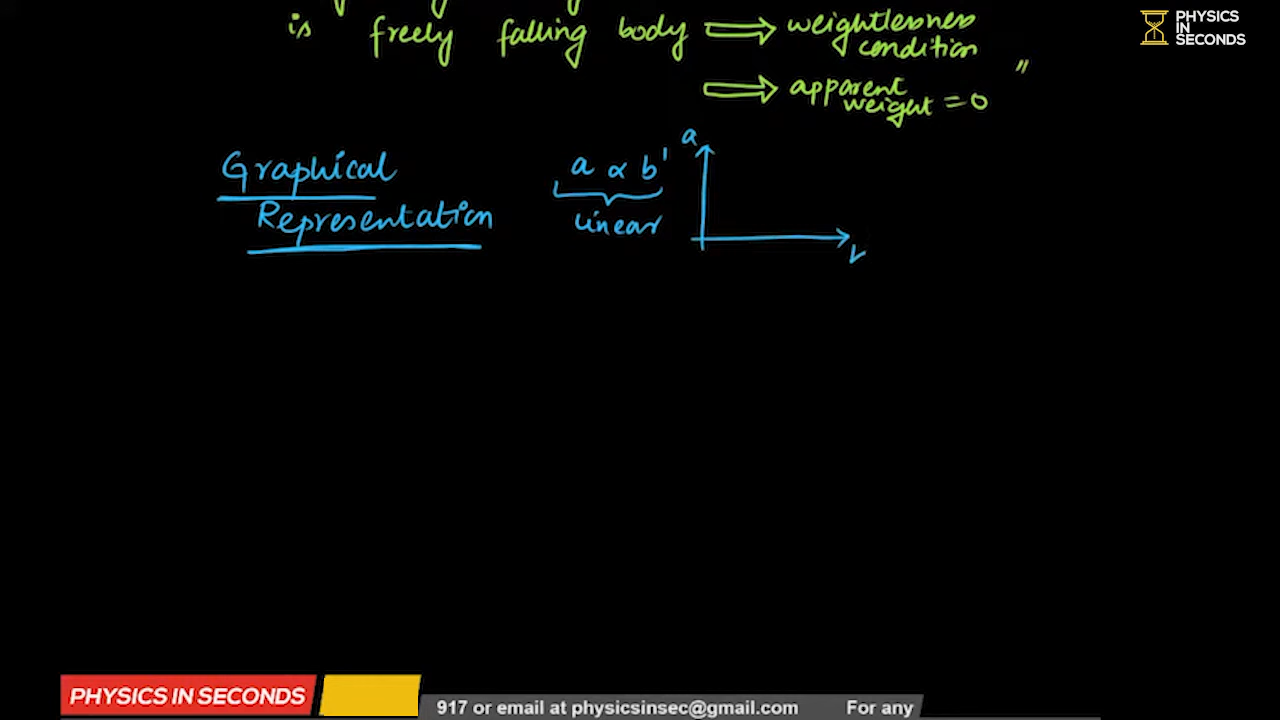 is freely falling body ⟹ weightlessness
condition
⟹ apparent
weight = 0 "
Graphical
Representation
a ∝ b¹
linear
a
PHYSICS
IN
SECONDS
PHYSICS IN SECONDS
917 or email at physicsinsec@gmail.com For any